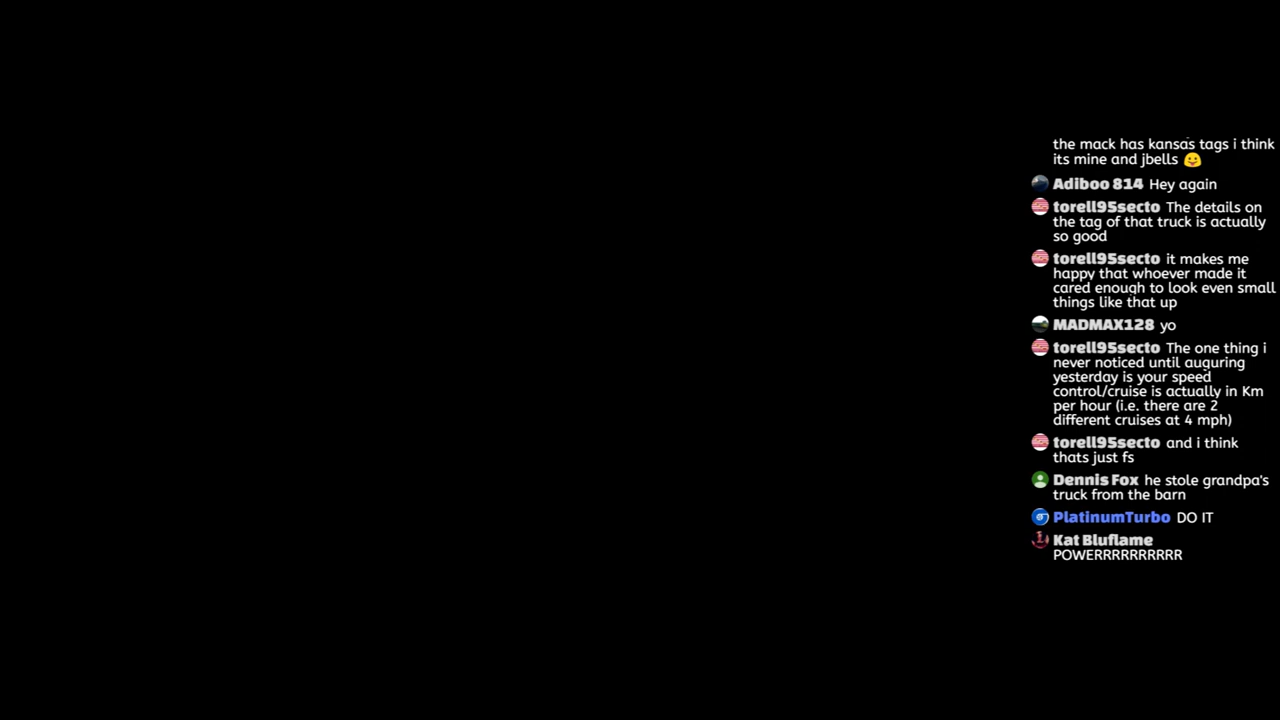 the mack has kansas tags i think
its mine and jbells 😛
Adiboo 814 Hey again
torell95secto The details on
the tag of that truck is actually
so good
torell95secto it makes me
happy that whoever made it
cared enough to look even small
things like that up
MADMAX128 yo
torell95secto The one thing i
never noticed until auguring
yesterday is your speed
control/cruise is actually in Km
per hour (i.e. there are 2
different cruises at 4 mph)
torell95secto and i think
thats just fs
Dennis Fox he stole grandpa's
truck from the barn
PlatinumTurbo DO IT
Kat Bluflame
POWERRRRRRRRRR